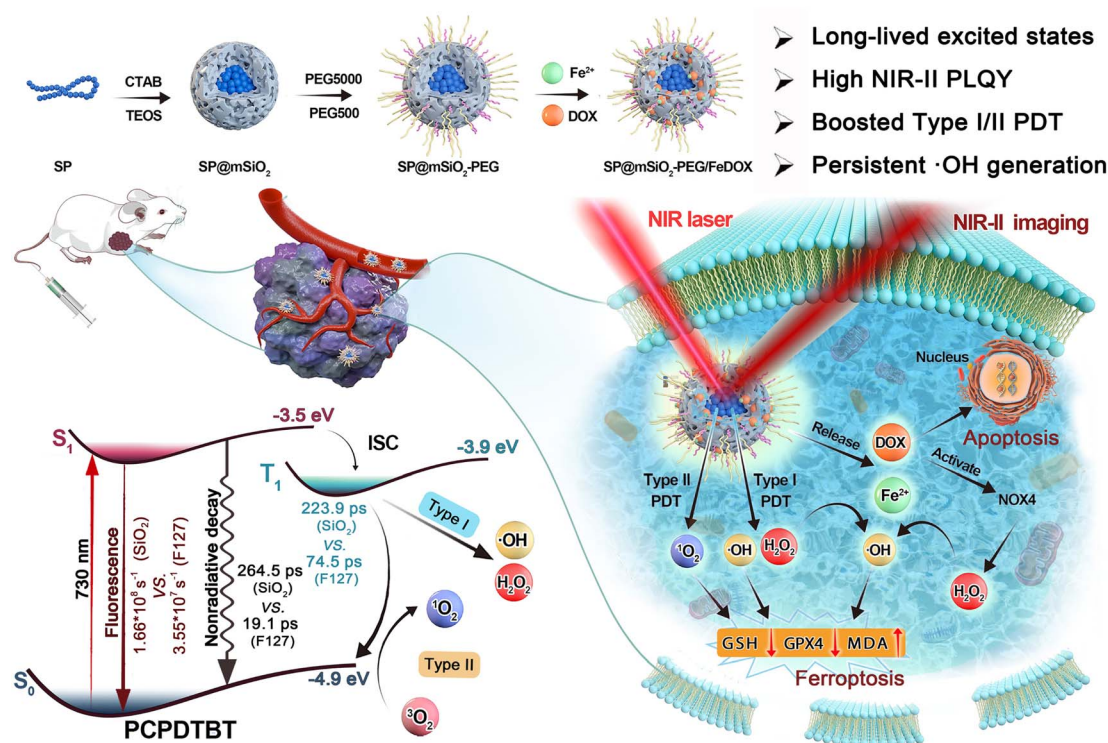 CTAB
TEOS
PEG5000
PEG500
Fe²⁺
DOX
SP
SP@mSiO₂
SP@mSiO₂-PEG
SP@mSiO₂-PEG/FeDOX
➤ Long-lived excited states
➤ High NIR-II PLQY
➤ Boosted Type I/II PDT
➤ Persistent ·OH generation
NIR laser
NIR-II imaging
Nucleus
Apoptosis
Release
DOX
Activate
Fe²⁺
NOX4
Type II
PDT
Type I
PDT
¹O₂
·OH
H₂O₂
·OH
H₂O₂
GSH
GPX4
MDA
Ferroptosis
S₁
-3.5 eV
ISC
-3.9 eV
T₁
223.9 ps
(SiO₂)
VS.
74.5 ps
(F127)
Type I
·OH
H₂O₂
730 nm
Fluorescence
1.66*10⁸ s⁻¹ (SiO₂)
VS.
3.55*10⁷ s⁻¹ (F127)
Nonradiative decay
264.5 ps
(SiO₂)
VS.
19.1 ps
(F127)
¹O₂
Type II
³O₂
S₀
-4.9 eV
PCPDTBT